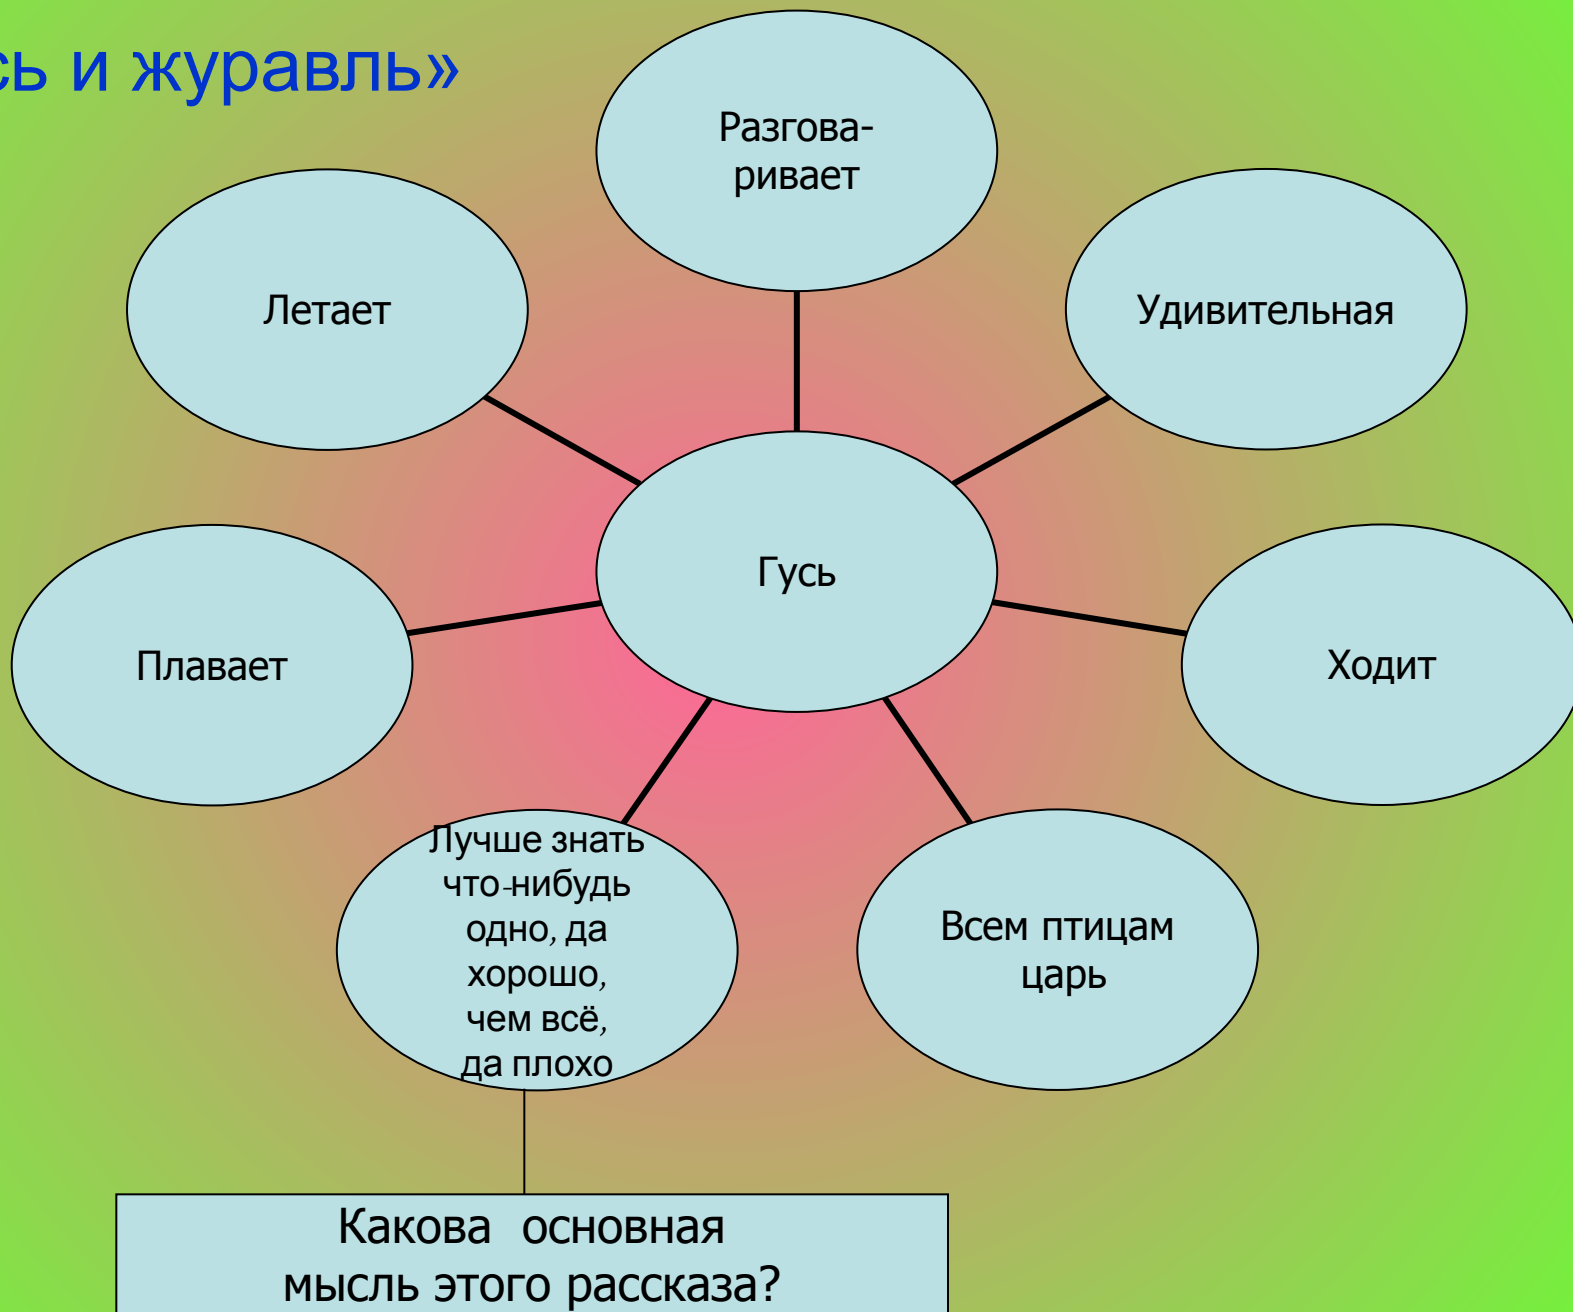 сь и журавль»
Разгова-
ривает
Летает
Удивительная
Гусь
Плавает
Ходит
Лучше знать
что-нибудь
одно, да
хорошо,
чем всё,
да плохо
Всем птицам
царь
Какова основная
мысль этого рассказа?